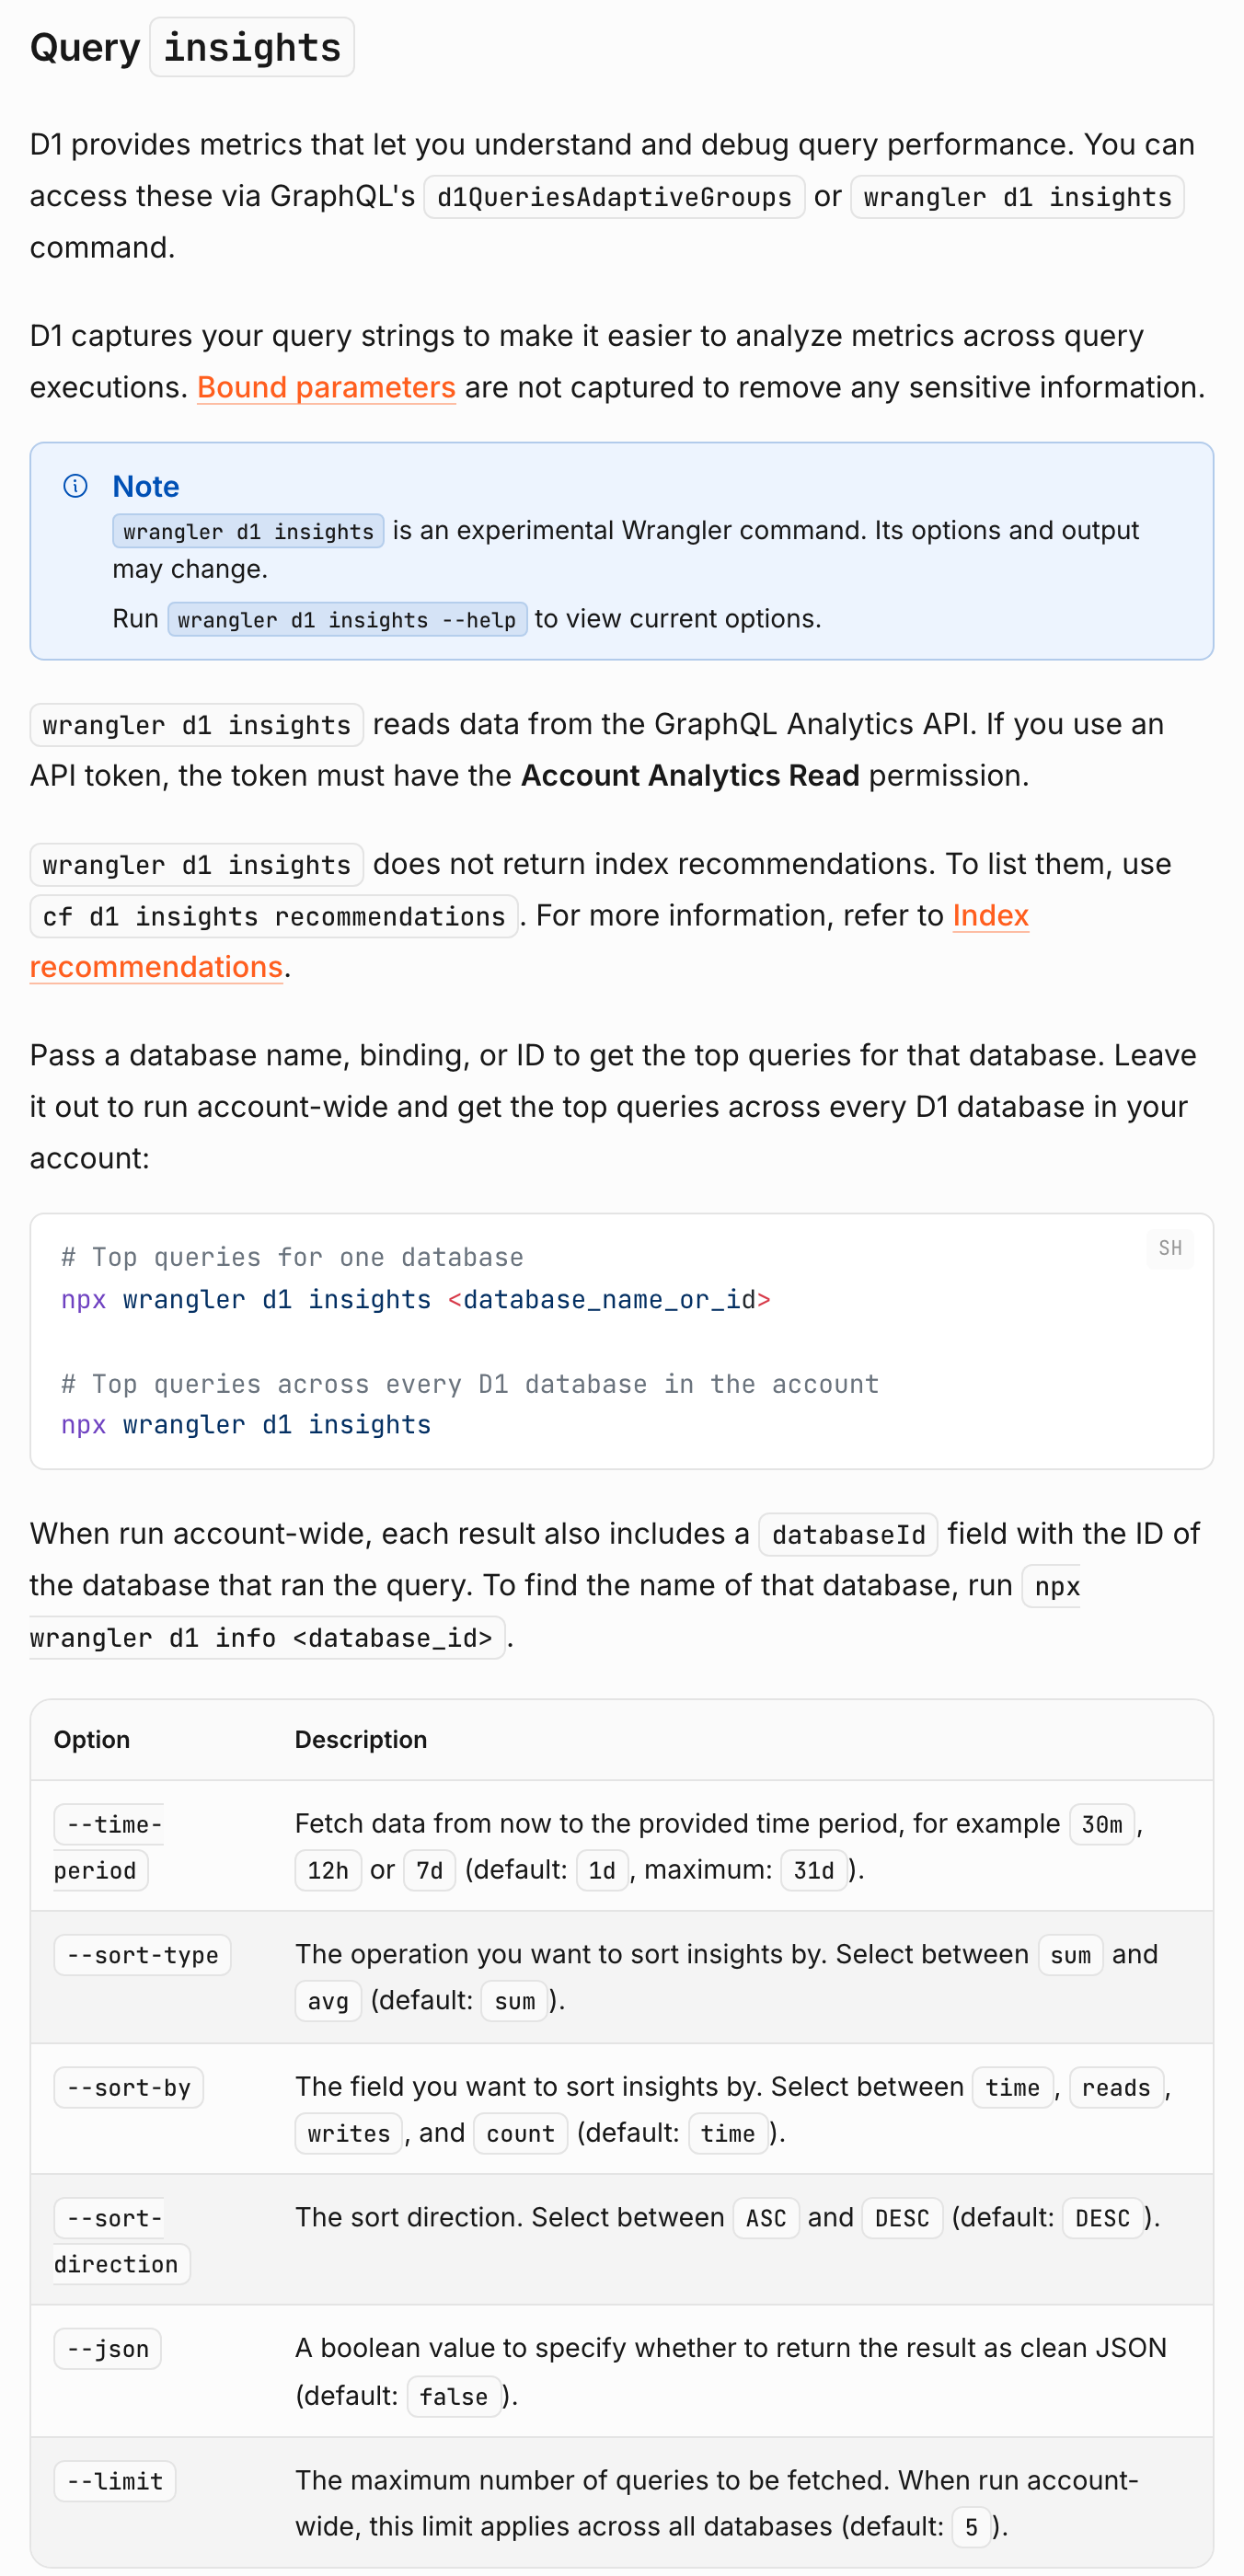 Query insights
D1 provides metrics that let you understand and debug query performance. You can
access these via GraphQL's d1QueriesAdaptiveGroups or wrangler d1 insights
command.
D1 captures your query strings to make it easier to analyze metrics across query
executions. Bound parameters are not captured to remove any sensitive information.
Note
wrangler d1 insights is an experimental Wrangler command. Its options and output
may change.
Run wrangler d1 insights --help to view current options.
wrangler d1 insights reads data from the GraphQL Analytics API. If you use an
API token, the token must have the Account Analytics Read permission.
wrangler d1 insights does not return index recommendations. To list them, use
cf d1 insights recommendations. For more information, refer to Index
recommendations.
Pass a database name, binding, or ID to get the top queries for that database. Leave
it out to run account-wide and get the top queries across every D1 database in your
account:
SH
# Top queries for one database
npx wrangler d1 insights <database_name_or_id>
# Top queries across every D1 database in the account
npx wrangler d1 insights
When run account-wide, each result also includes a databaseId field with the ID of
the database that ran the query. To find the name of that database, run npx
wrangler d1 info <database_id>.
Option Description
--time-
period
Fetch data from now to the provided time period, for example 30m,
12h or 7d (default: 1d, maximum: 31d).
--sort-type
The operation you want to sort insights by. Select between sum and
avg (default: sum).
--sort-by
The field you want to sort insights by. Select between time, reads,
writes, and count (default: time).
--sort-
direction
The sort direction. Select between ASC and DESC (default: DESC).
--json
A boolean value to specify whether to return the result as clean JSON
(default: false).
--limit
The maximum number of queries to be fetched. When run account-
wide, this limit applies across all databases (default: 5).